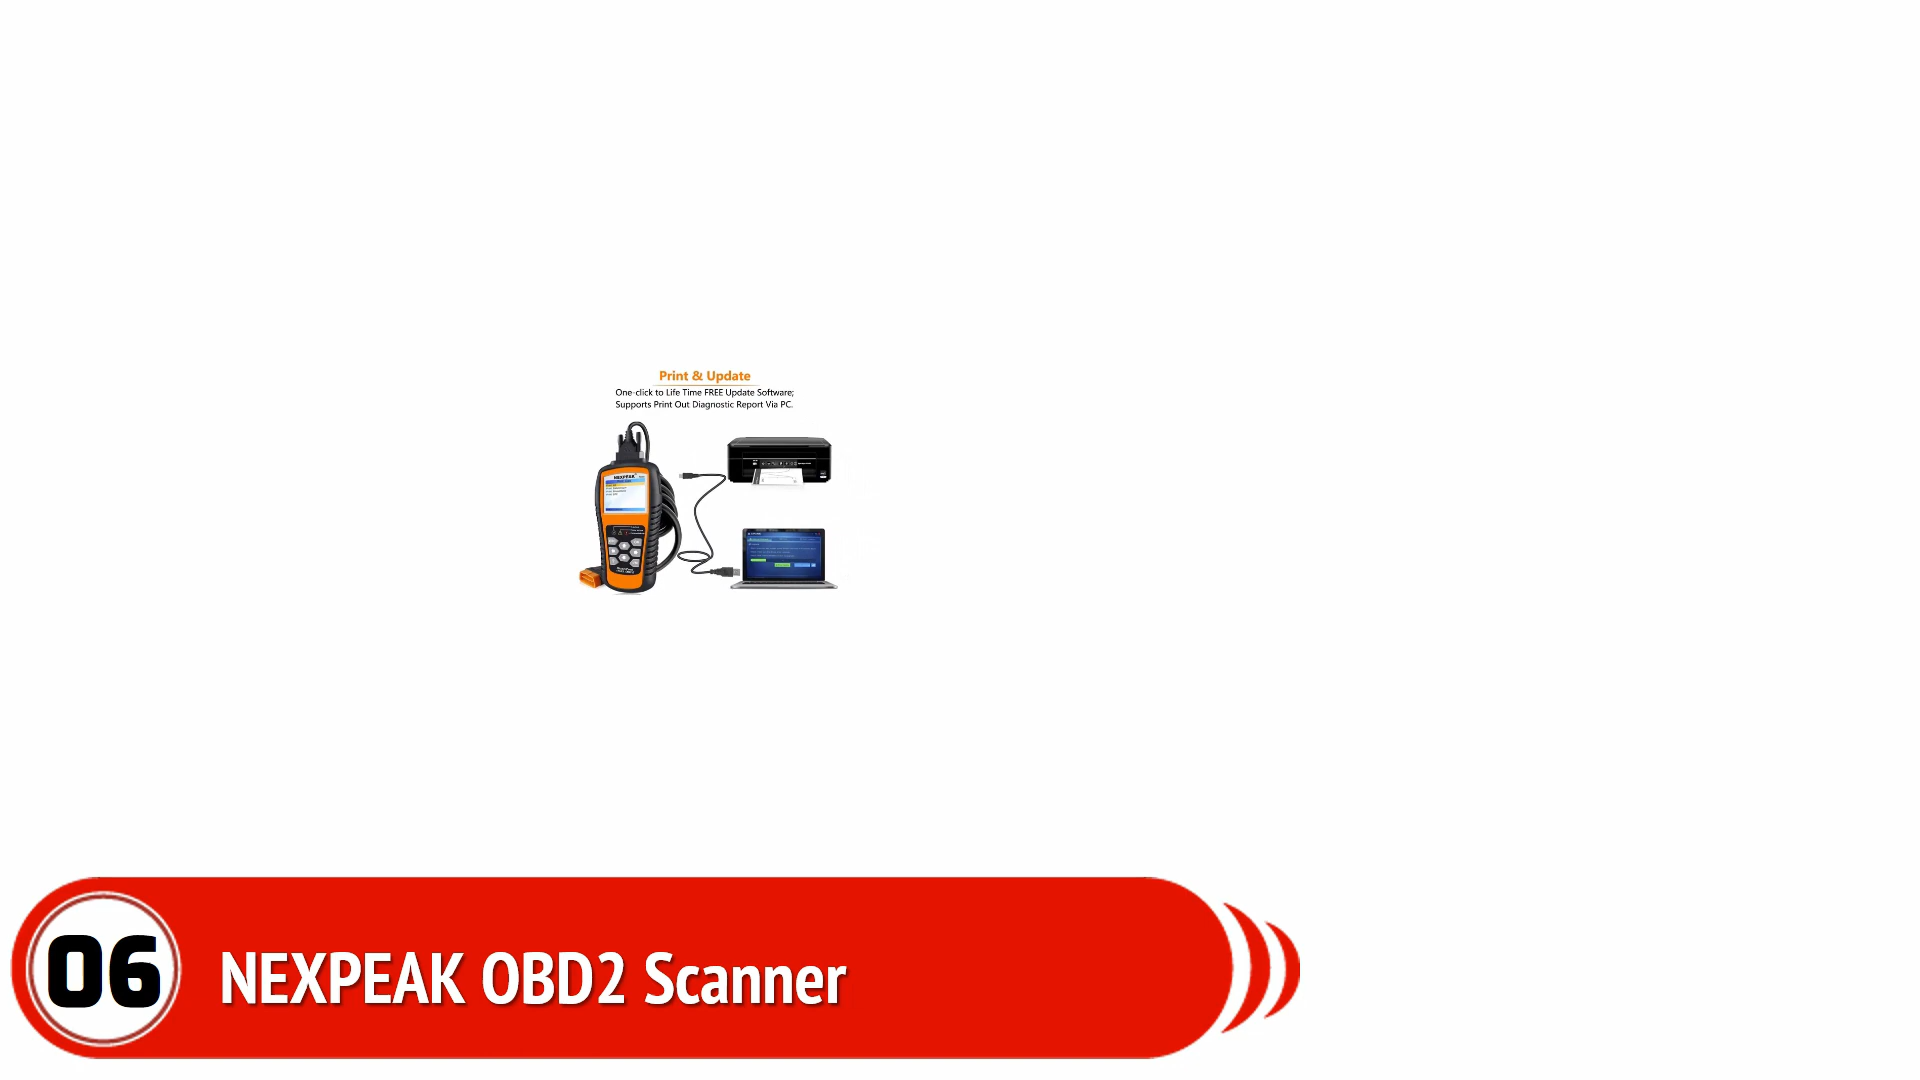 Print & Update
One-click to Life Time FREE Update Software;
Supports Print Out Diagnostic Report Via PC.
NEXPEAK
06
NEXPEAK OBD2 Scanner